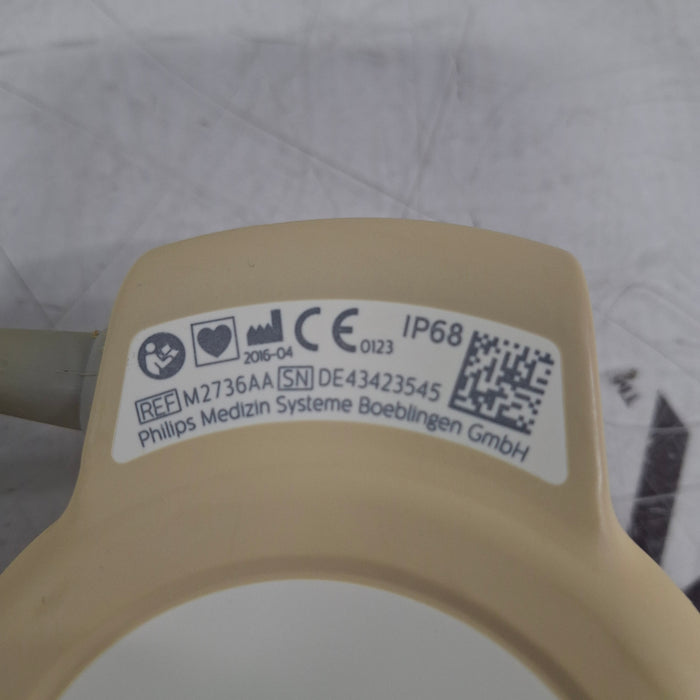 2016-04 CE 0123 IP68
REF M2736AA SN DE43423545
Philips Medizin Systeme Boeblingen GmbH